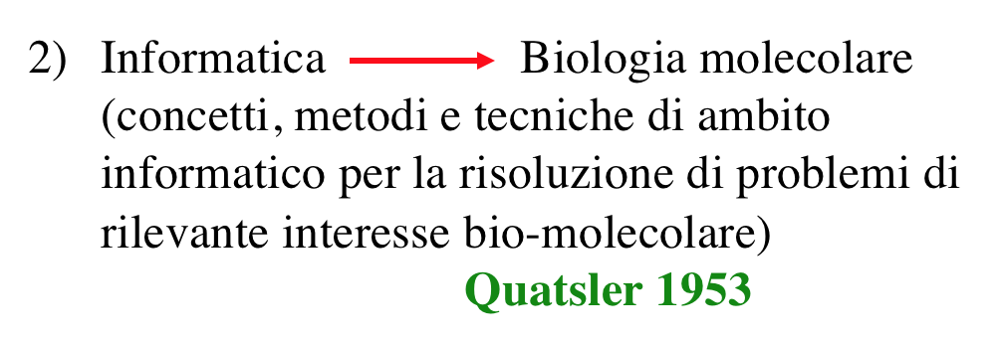 2) Informatica Biologia molecolare
(concetti, metodi e tecniche di ambito
informatico per la risoluzione di problemi di
rilevante interesse bio-molecolare)
Quatsler 1953